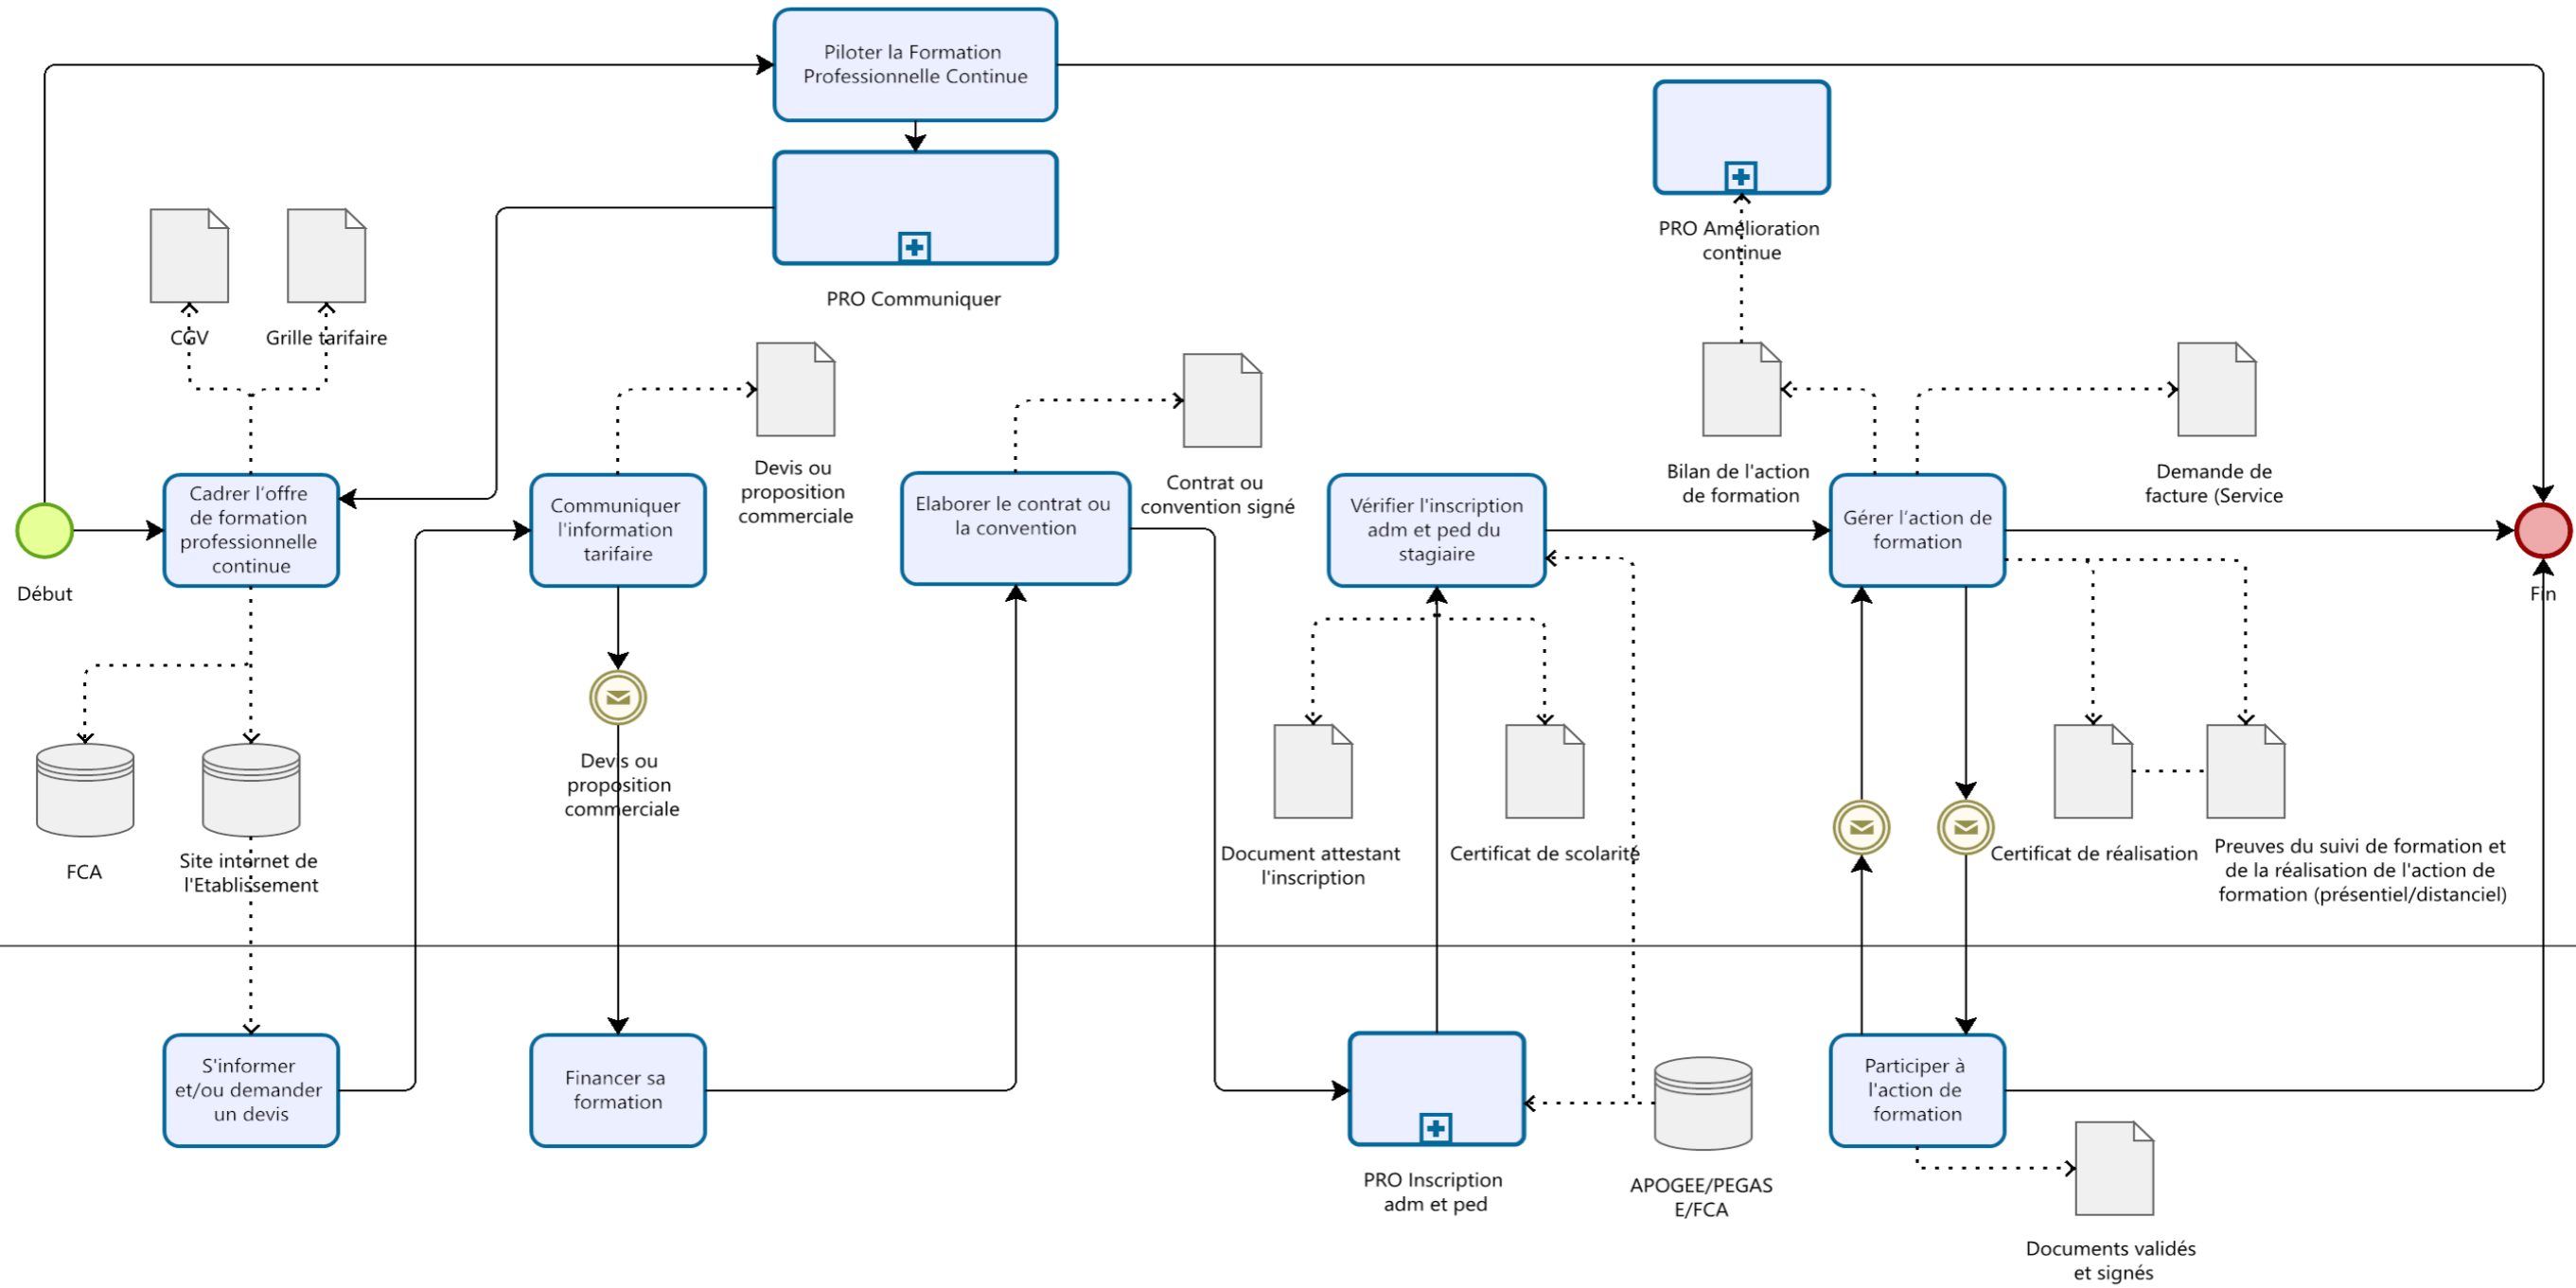 Piloter la Formation
Professionnelle Continue
PRO Communiquer
PRO Amélioration
continue
CGV
Grille tarifaire
Devis ou
proposition
commerciale
Contrat ou
convention signé
Bilan de l'action
de formation
Demande de
facture (Service
Début
Cadrer l'offre
de formation
professionnelle
continue
Communiquer
l'information
tarifaire
Elaborer le contrat ou
la convention
Vérifier l'inscription
adm et ped du
stagiaire
Gérer l'action de
formation
Fin
Devis ou
proposition
commerciale
FCA
Site internet de
l'Etablissement
Document attestant
l'inscription
Certificat de scolarité
Certificat de réalisation
Preuves du suivi de formation et
de la réalisation de l'action de
formation (présentiel/distanciel)
S'informer
et/ou demander
un devis
Financer sa
formation
PRO Inscription
adm et ped
APOGEE/PEGAS
E/FCA
Participer à
l'action de
formation
Documents validés
et signés